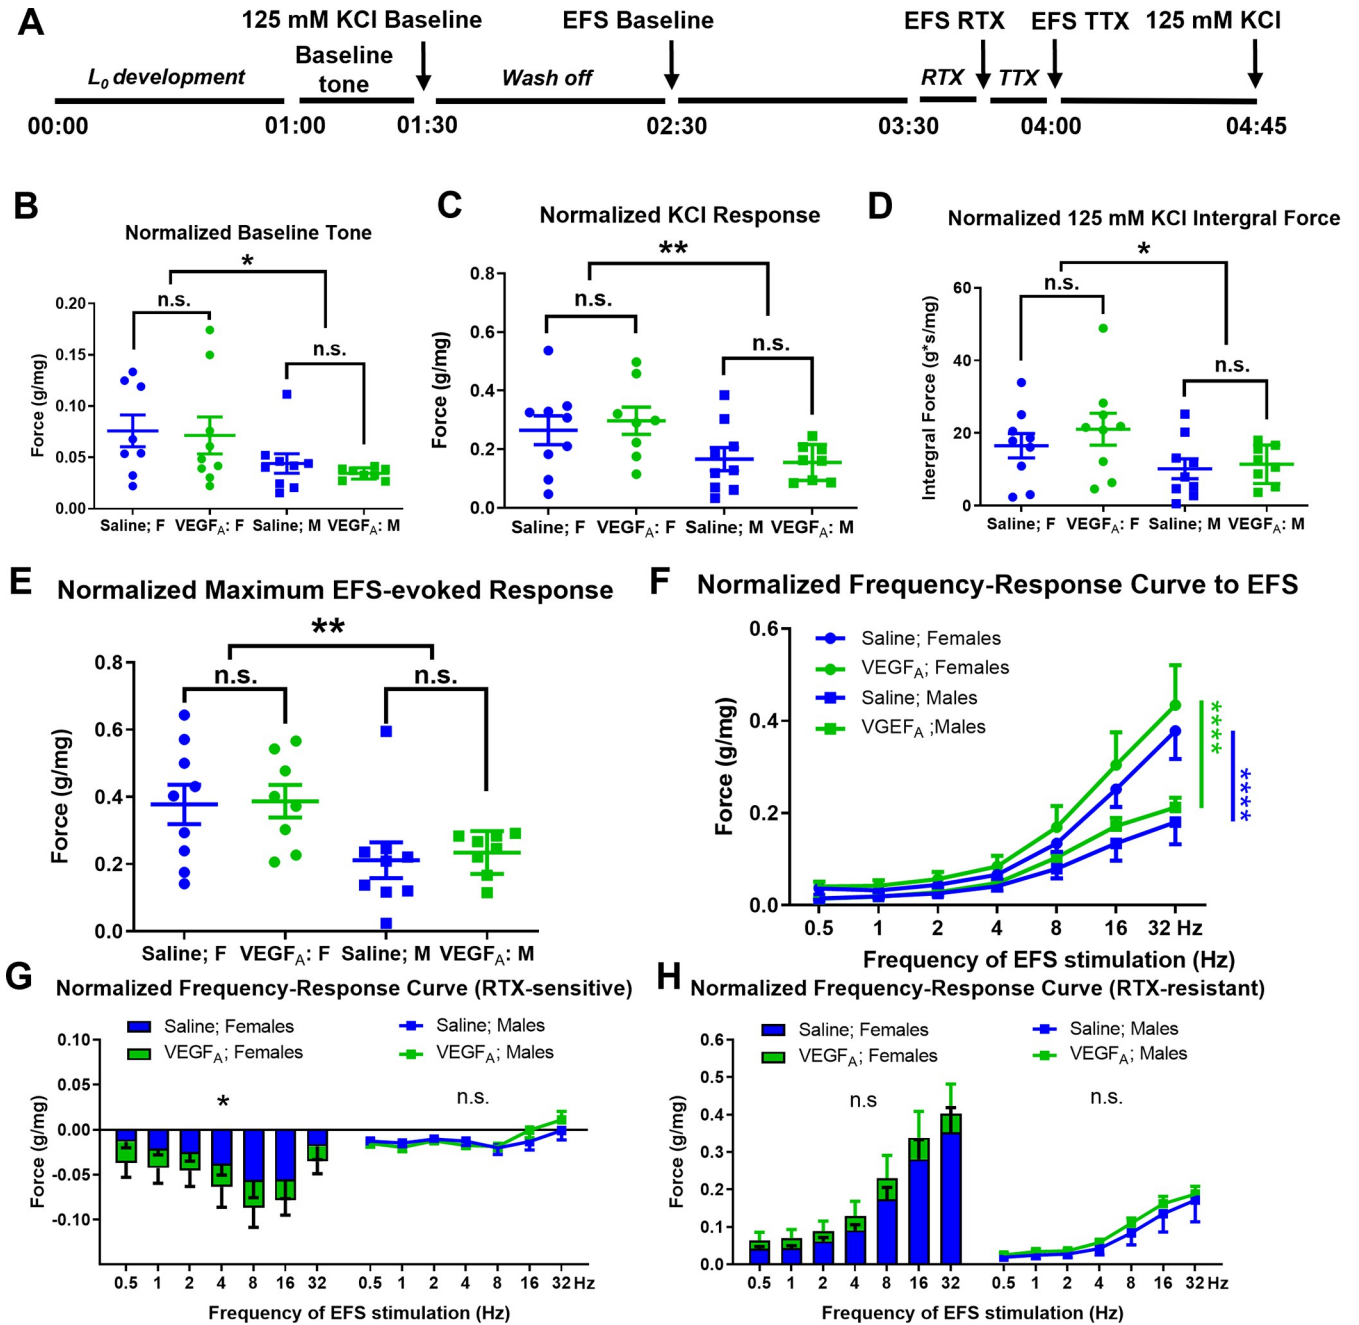 A
125 mM KCl Baseline
EFS Baseline
EFS RTX
EFS TTX
125 mM KCl
L0 development
Baseline
tone
Wash off
RTX
TTX
00:00
01:00
01:30
02:30
03:30
04:00
04:45
B
Normalized Baseline Tone
*
n.s.
n.s.
Force (g/mg)
0.20
0.15
0.10
0.05
0.00
Saline; F
VEGFA: F
Saline; M
VEGFA: M
C
Normalized KCl Response
**
n.s.
n.s.
Force (g/mg)
0.8
0.6
0.4
0.2
0.0
Saline; F
VEGFA: F
Saline; M
VEGFA: M
D
Normalized 125 mM KCl Intergral Force
*
n.s.
n.s.
Intergral Force (g*s/mg)
60
40
20
0
Saline; F
VEGFA: F
Saline; M
VEGFA: M
E
Normalized Maximum EFS-evoked Response
**
n.s.
n.s.
Force (g/mg)
0.8
0.6
0.4
0.2
0.0
Saline; F
VEGFA: F
Saline; M
VEGFA: M
F
Normalized Frequency-Response Curve to EFS
Saline; Females
VEGFA; Females
Saline; Males
VGEFA ;Males
****
****
Force (g/mg)
0.6
0.4
0.2
0.0
0.5 1 2 4 8 16 32 Hz
Frequency of EFS stimulation (Hz)
G
Normalized Frequency-Response Curve (RTX-sensitive)
Saline; Females
VEGFA; Females
Saline; Males
VEGFA; Males
*
n.s.
Force (g/mg)
0.10
0.05
0.00
-0.05
-0.10
0.5 1 2 4 8 16 32 0.5 1 2 4 8 16 32 Hz
Frequency of EFS stimulation (Hz)
H
Normalized Frequency-Response Curve (RTX-resistant)
Saline; Females
VEGFA; Females
Saline; Males
VEGFA; Males
n.s
n.s.
Force (g/mg)
0.6
0.5
0.4
0.3
0.2
0.1
0.0
0.5 1 2 4 8 16 32 0.5 1 2 4 8 16 32 Hz
Frequency of EFS stimulation (Hz)